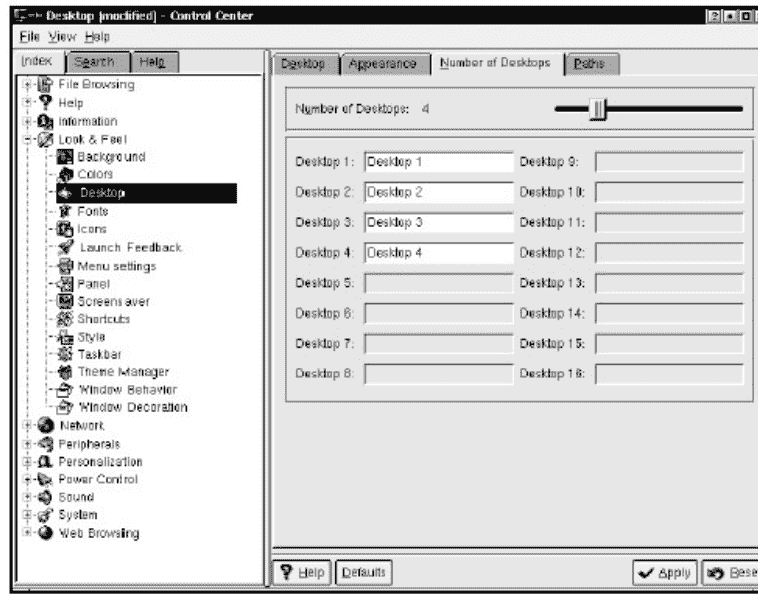 Desktop [modified] - Control Center
File View Help
Index Search Help
Desktop Appearance Number of Desktops Paths
File Browsing
Help
Information
Look & Feel
Background
Colors
Desktop
Fonts
Icons
Launch Feedback
Menu settings
Panel
Screensaver
Shortcuts
Style
Taskbar
Theme Manager
Window Behavior
Window Decoration
Network
Peripherals
Personalization
Power Control
Sound
System
Web Browsing
Number of Desktops: 4
Desktop 1: Desktop 1 Desktop 9:
Desktop 2: Desktop 2 Desktop 10:
Desktop 3: Desktop 3 Desktop 11:
Desktop 4: Desktop 4 Desktop 12:
Desktop 5: Desktop 13:
Desktop 6: Desktop 14:
Desktop 7: Desktop 15:
Desktop 8: Desktop 16:
? Help Defaults Apply Rese